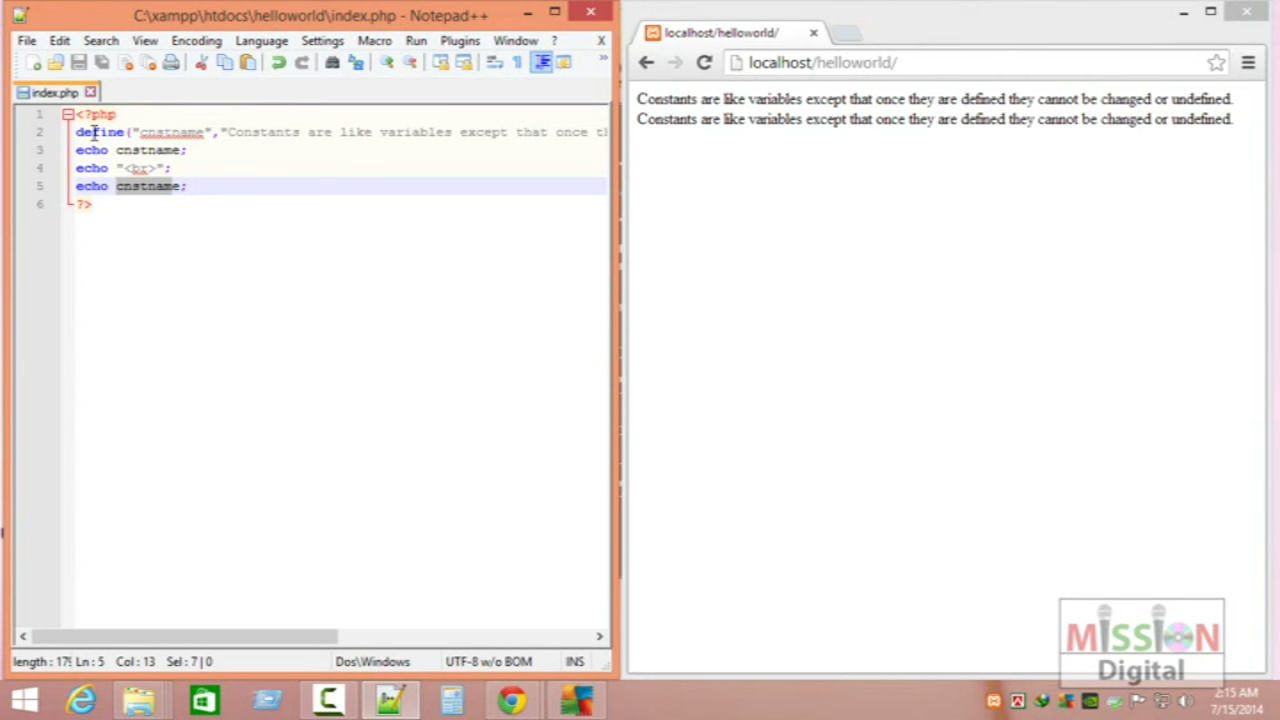 C:\xampp\htdocs\helloworld\index.php - Notepad++
File Edit Search View Encoding Language Settings Macro Run Plugins Window ? X
index.php
1 <?php
2 define("cnstname","Constants are like variables except that once th
3 echo cnstname;
4 echo "<br>";
5 echo cnstname;
6 ?>
length : 179 Ln : 5 Col : 13 Sel : 7 | 0 Dos\Windows UTF-8 w/o BOM INS
localhost/helloworld/
localhost/helloworld/
Constants are like variables except that once they are defined they cannot be changed or undefined.
Constants are like variables except that once they are defined they cannot be changed or undefined.
MISSION
Digital
2:15 AM
7/15/2014